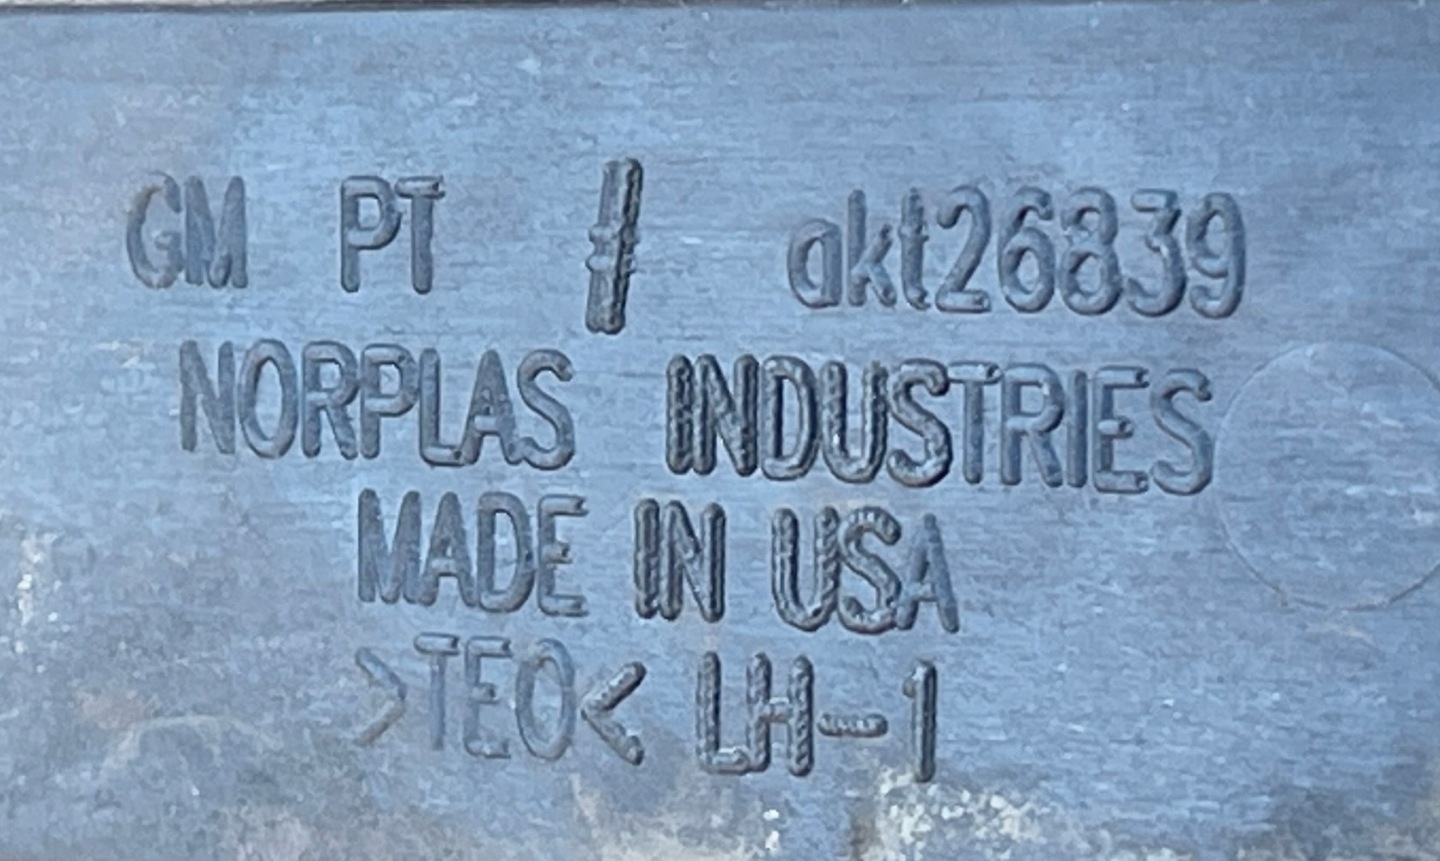 GM PT # akt26839
NORPLAS INDUSTRIES
MADE IN USA
>TEO< LH-1